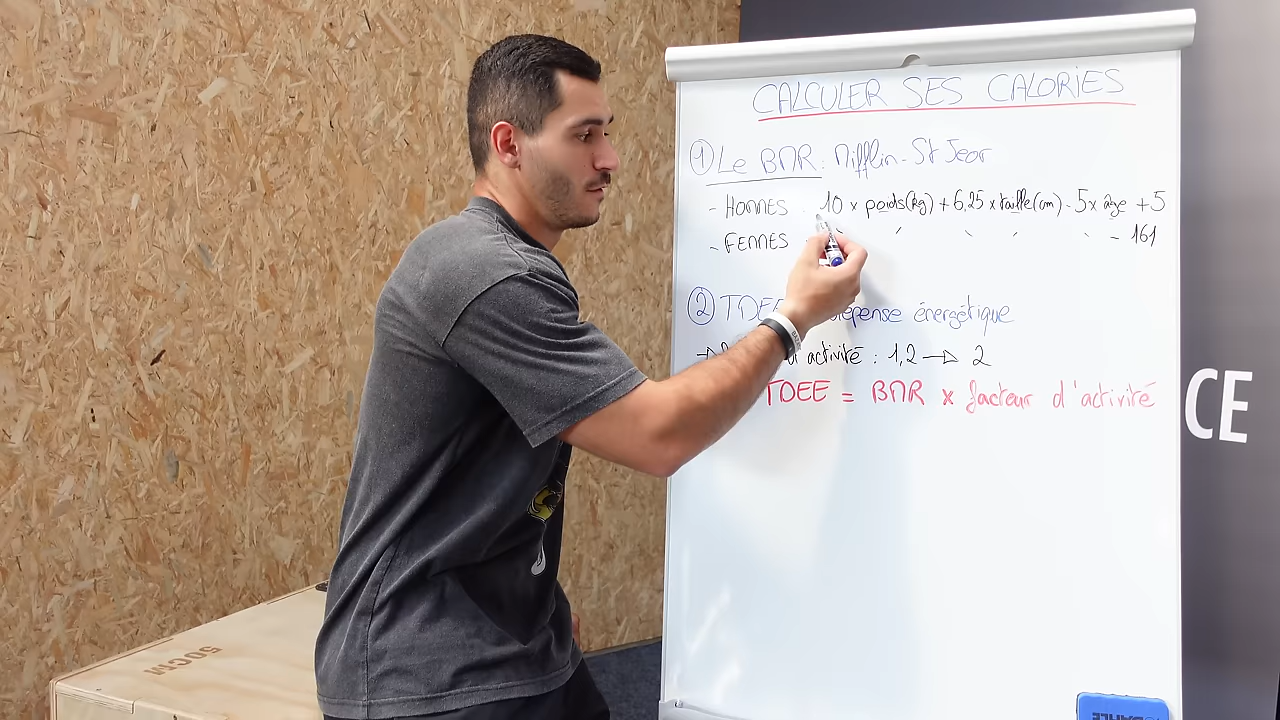 CALCULER SES CALORIES
① Le BMR : Mifflin-St Jeor
- HOMMES : 10 x poids(kg) + 6,25 x taille(cm) - 5 x âge + 5
- FEMMES - 161
② TDEE dépense énergétique
→ d'activité : 1,2 → 2
TDEE = BMR x facteur d'activité
CE
50CM